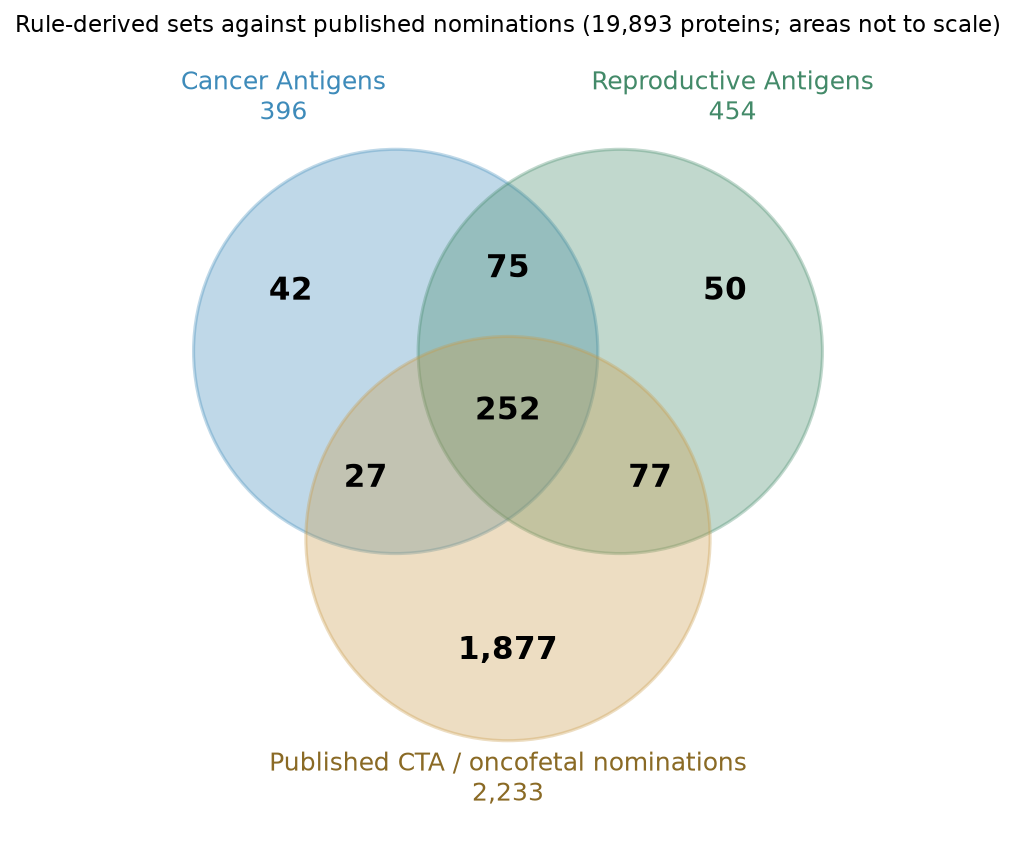 Rule-derived sets against published nominations (19,893 proteins; areas not to scale)
Cancer Antigens
396
Reproductive Antigens
454
75
42
50
252
27
77
1,877
Published CTA / oncofetal nominations
2,233